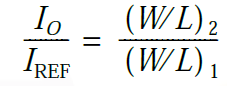 I_O / I_REF = (W/L)_2 / (W/L)_1